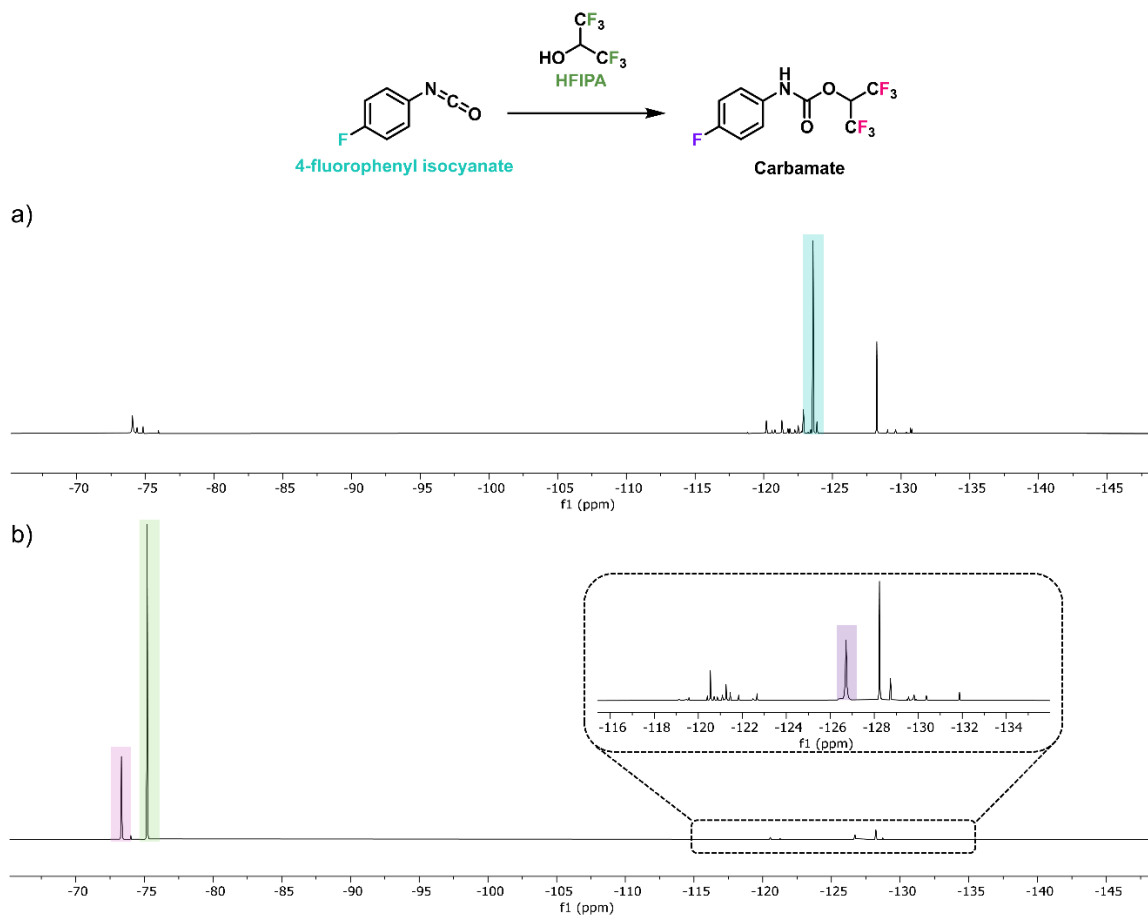 CF3
HO CF3
HFIPA
N C O
F
4-fluorophenyl isocyanate
H
N O CF3
O CF3
F
Carbamate
a)
-70 -75 -80 -85 -90 -95 -100 -105 -110 -115 -120 -125 -130 -135 -140 -145
f1 (ppm)
b)
-116 -118 -120 -122 -124 -126 -128 -130 -132 -134
f1 (ppm)
-70 -75 -80 -85 -90 -95 -100 -105 -110 -115 -120 -125 -130 -135 -140 -145
f1 (ppm)